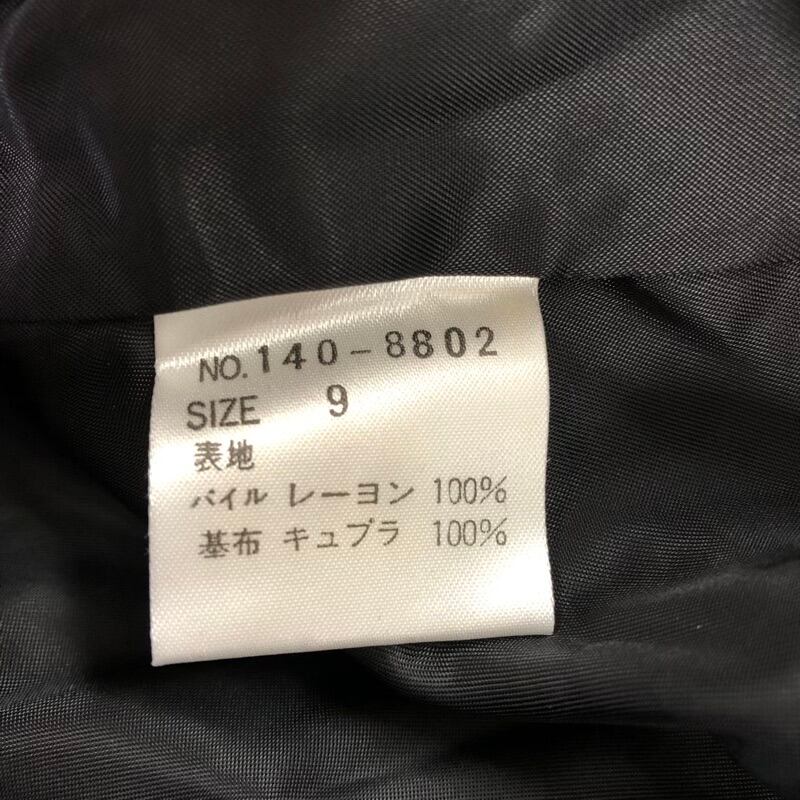 NO.140-8802
SIZE 9
表地
パイル レーヨン 100%
基布 キュプラ 100%